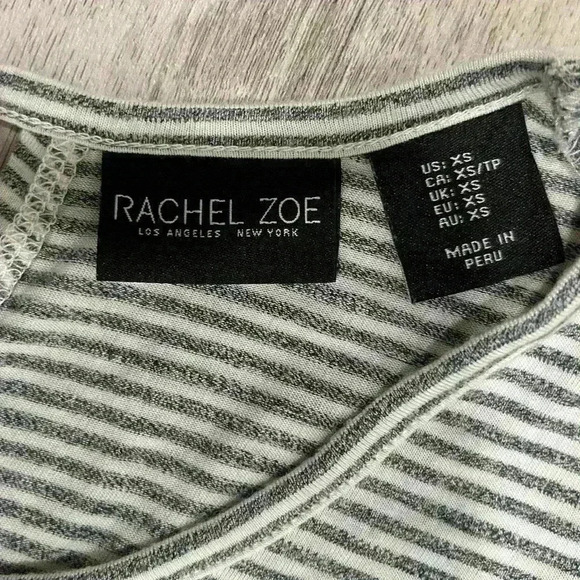 RACHEL ZOE
LOS ANGELES NEW YORK
US: XS
CA: XS/TP
UK: XS
EU: XS
AU: XS
MADE IN
PERU